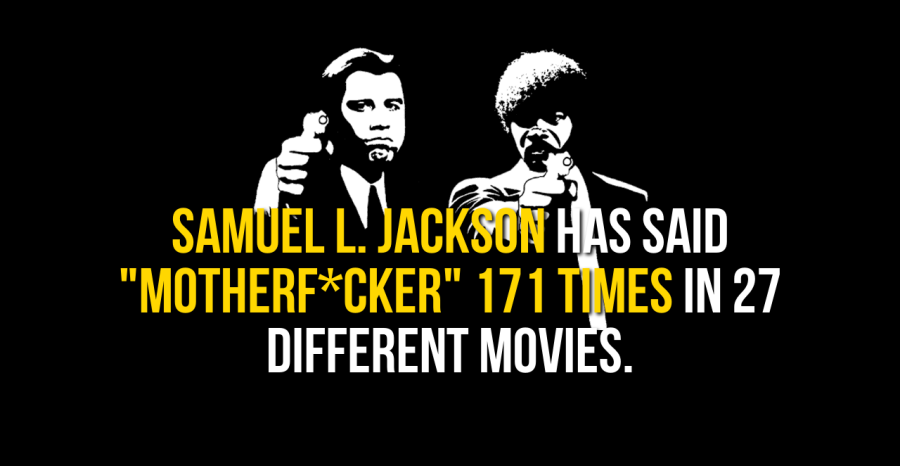 SAMUEL L. JACKSON HAS SAID
"MOTHERF*CKER" 171 TIMES IN 27
DIFFERENT MOVIES.